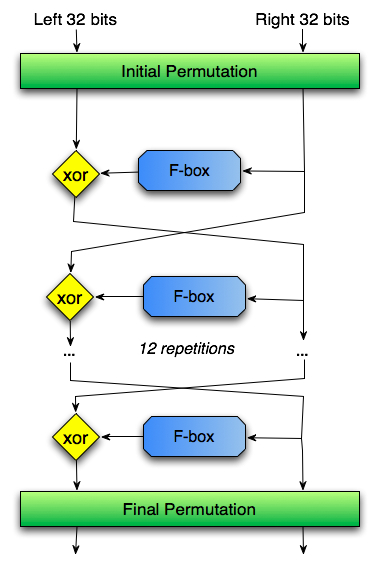 Left 32 bits Right 32 bits
Initial Permutation
xor F-box
xor F-box
... 12 repetitions ...
xor F-box
Final Permutation